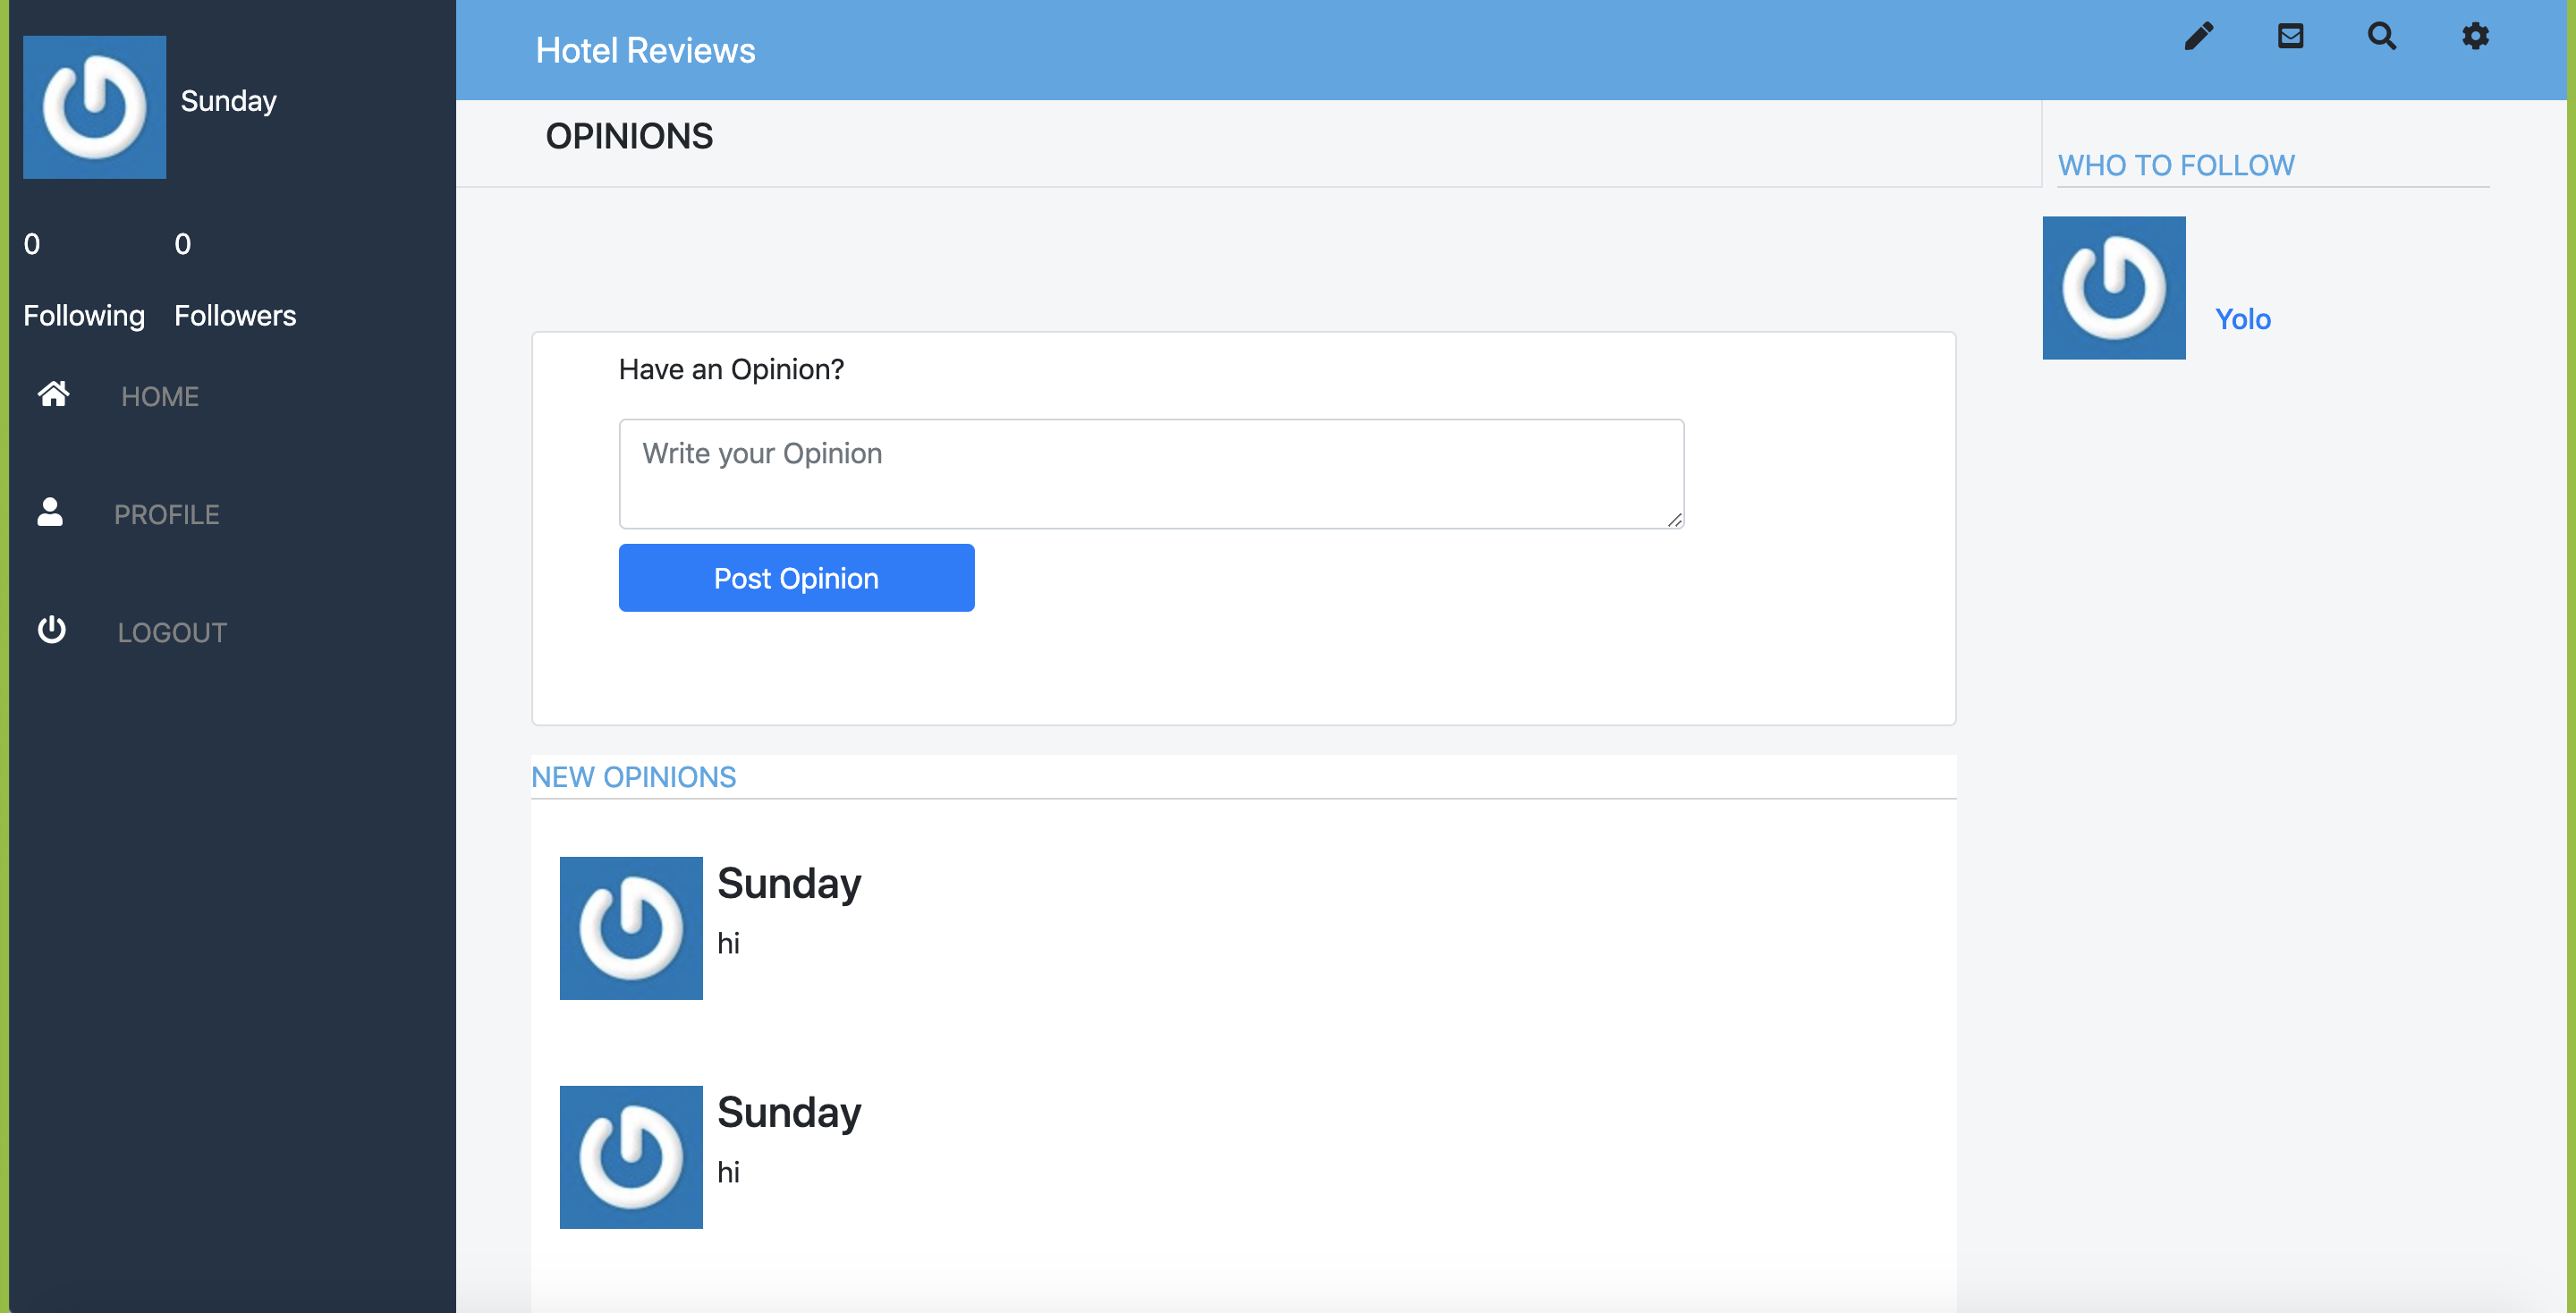 Sunday
0 0
Following Followers
HOME
PROFILE
LOGOUT
Hotel Reviews
OPINIONS
Have an Opinion?
Write your Opinion
Post Opinion
NEW OPINIONS
Sunday
hi
Sunday
hi
WHO TO FOLLOW
Yolo